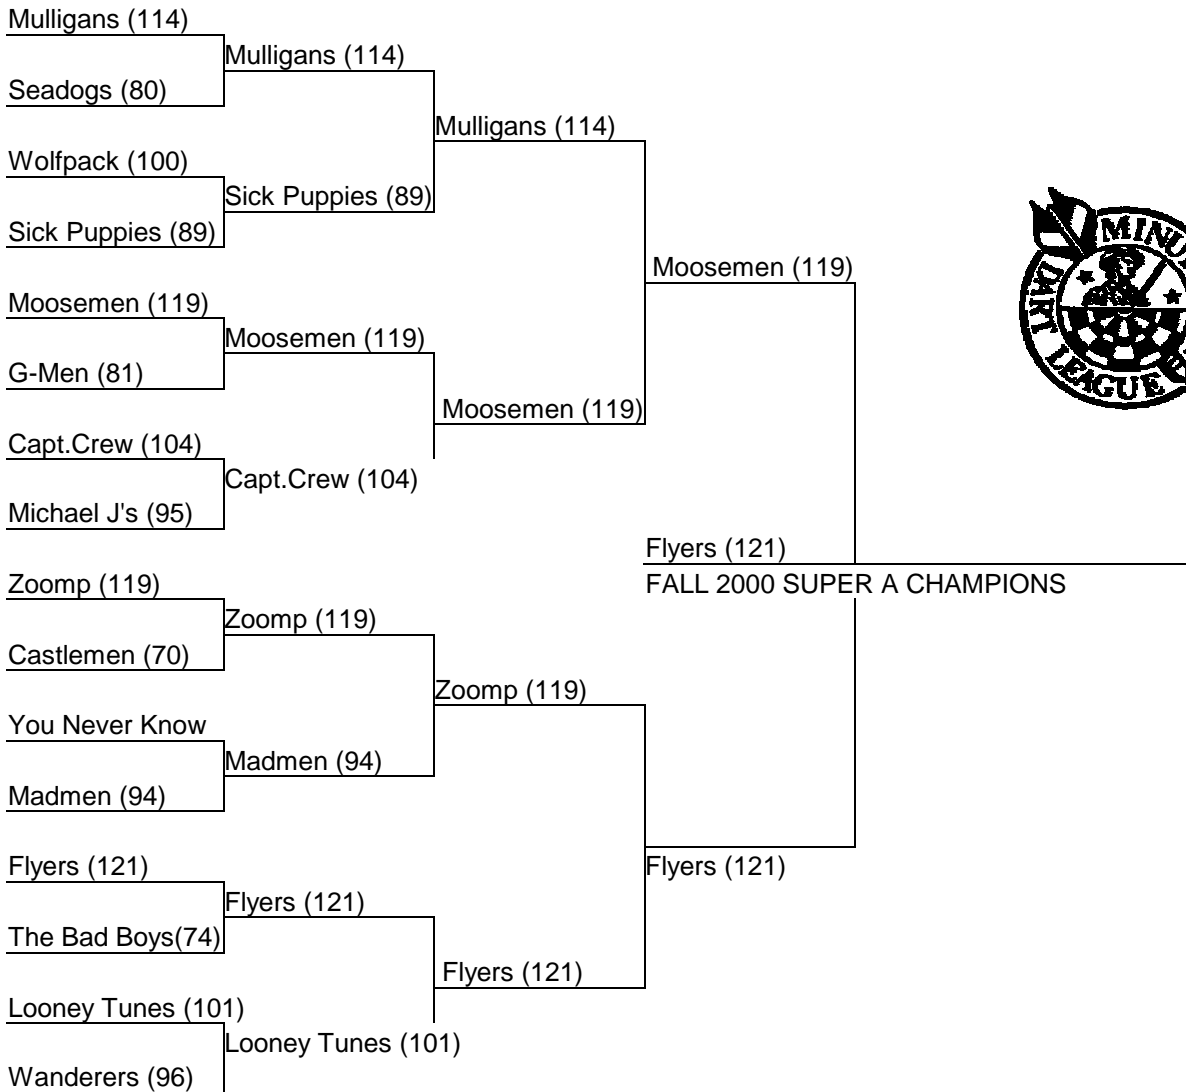 Mulligans (114)
Mulligans (114)
Seadogs (80)
Mulligans (114)
Wolfpack (100)
Sick Puppies (89)
Sick Puppies (89)
Moosemen (119)
Moosemen (119)
Moosemen (119)
G-Men (81)
Moosemen (119)
Capt.Crew (104)
Capt.Crew (104)
Michael J's (95)
Flyers (121)
FALL 2000 SUPER A CHAMPIONS
Zoomp (119)
Zoomp (119)
Castlemen (70)
Zoomp (119)
You Never Know
Madmen (94)
Madmen (94)
Flyers (121)
Flyers (121)
Flyers (121)
The Bad Boys(74)
Flyers (121)
Looney Tunes (101)
Looney Tunes (101)
Wanderers (96)
DART LEAGUE